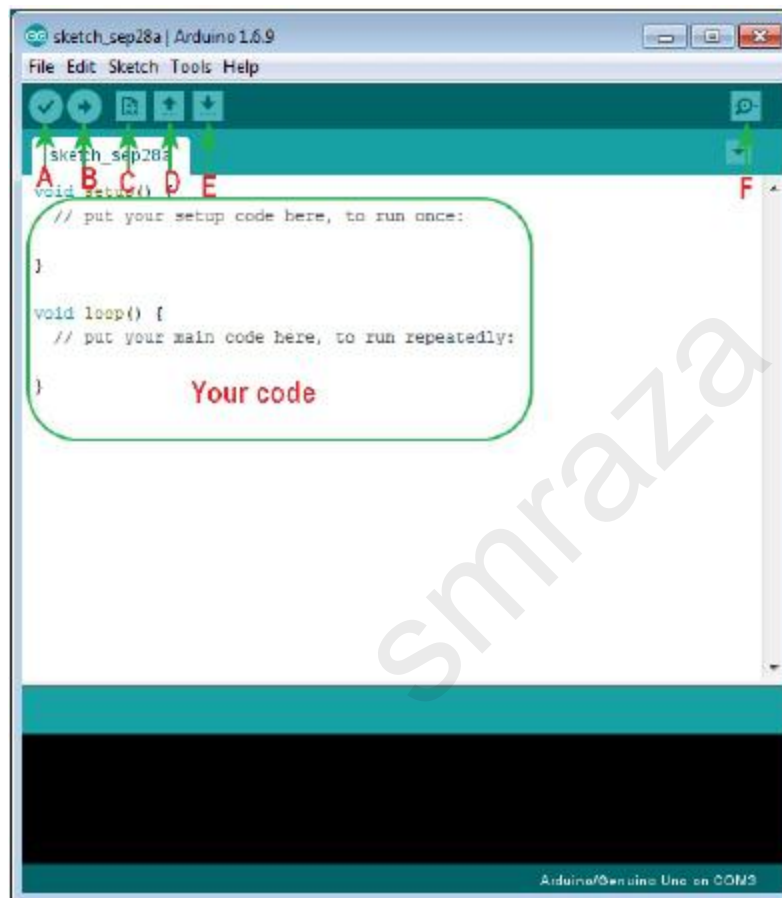 sketch_sep28a | Arduino 1.6.9
File Edit Sketch Tools Help
sketch_sep28a
A B C D E F
void setup() {
// put your setup code here, to run once:
}
void loop() {
// put your main code here, to run repeatedly:
}
Your code
smraza
Arduino/Genuino Uno on COM3